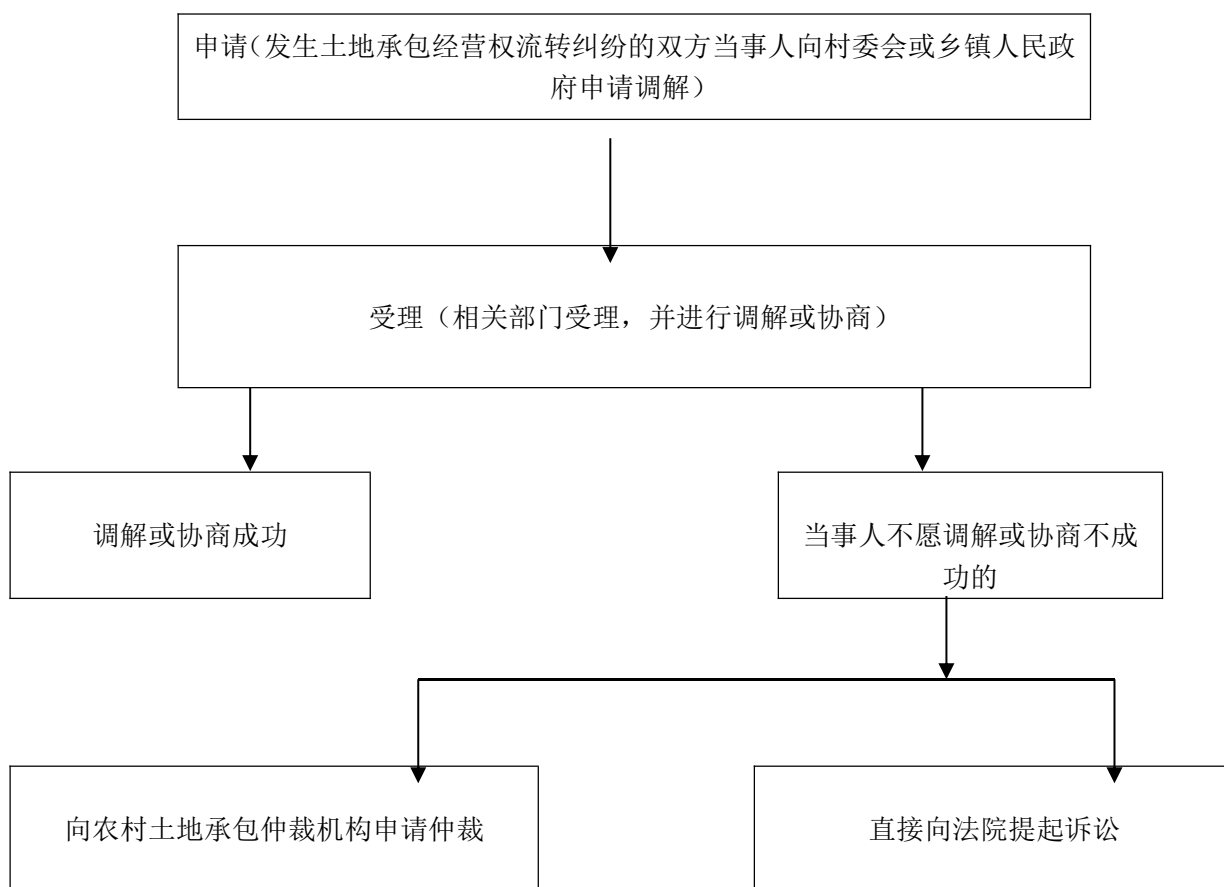 申请（发生土地承包经营权流转纠纷的双方当事人向村委会或乡镇人民政
府申请调解）
受理（相关部门受理，并进行调解或协商）
调解或协商成功
当事人不愿调解或协商不成
功的
向农村土地承包仲裁机构申请仲裁
直接向法院提起诉讼